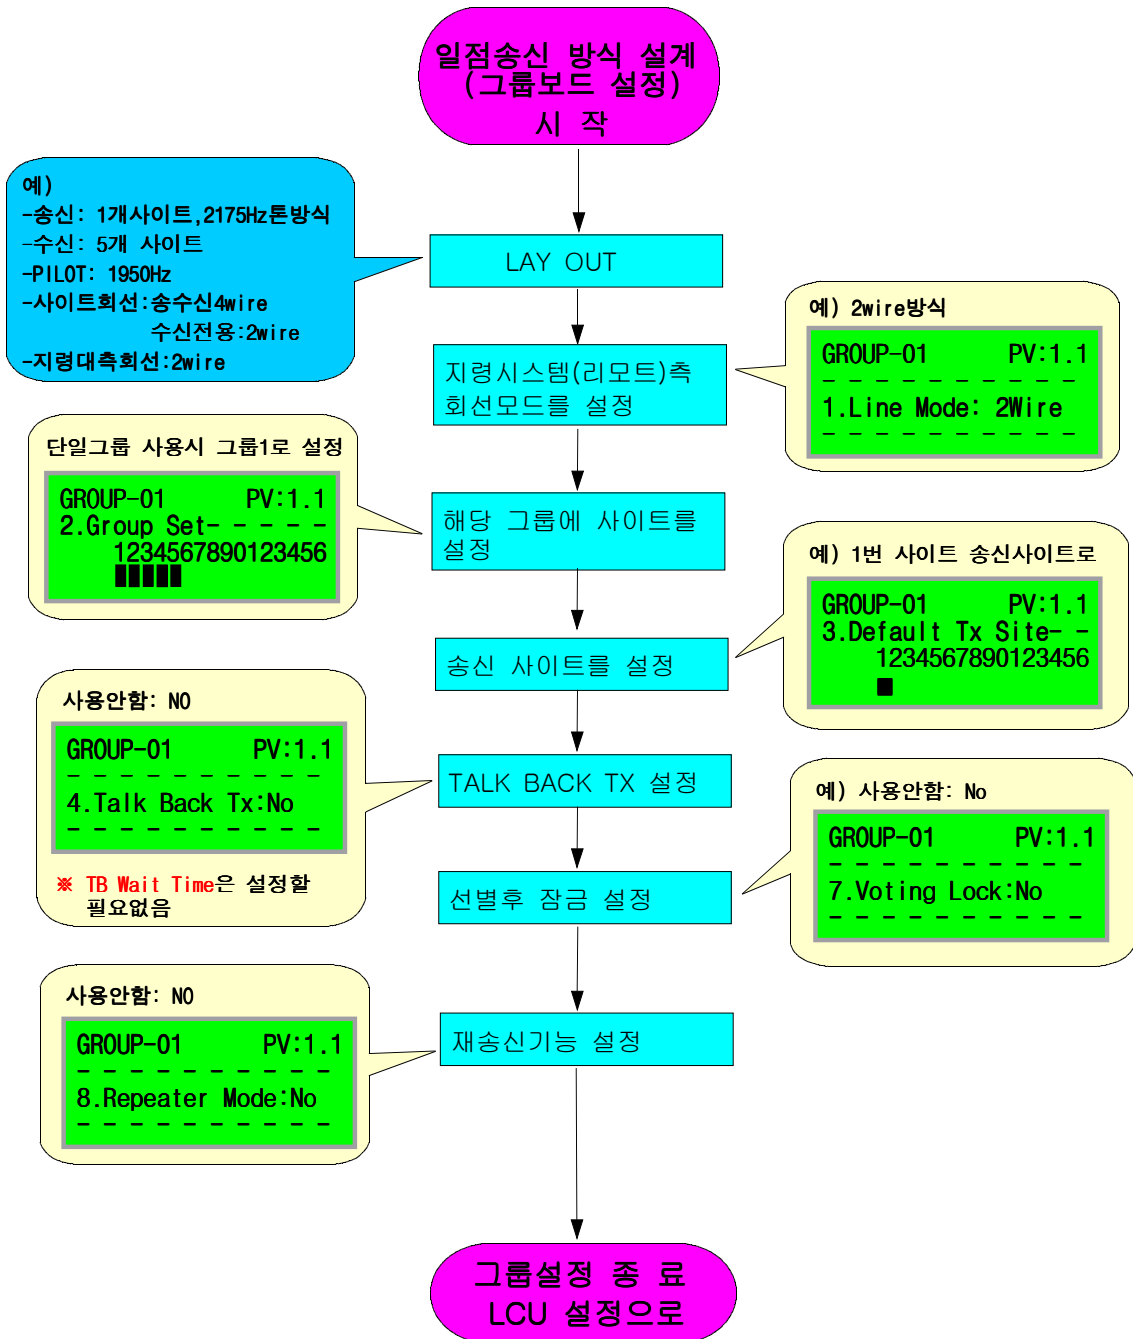 일점송신 방식 설계
(그룹보드 설정)
시 작
예)
-송신: 1개사이트,2175Hz톤방식
-수신: 5개 사이트
-PILOT: 1950Hz
-사이트회선:송수신4wire
수신전용:2wire
-지령대측회선:2wire
LAY OUT
예) 2wire방식
GROUP-01 PV:1.1
- - - - - - - - - -
1.Line Mode: 2Wire
- - - - - - - - - -
지령시스템(리모트)측
회선모드를 설정
단일그룹 사용시 그룹1로 설정
GROUP-01 PV:1.1
2.Group Set- - - - -
1234567890123456
해당 그룹에 사이트를
설정
예) 1번 사이트 송신사이트로
GROUP-01 PV:1.1
3.Default Tx Site- -
1234567890123456
송신 사이트를 설정
사용안함: NO
GROUP-01 PV:1.1
- - - - - - - - - -
4.Talk Back Tx:No
- - - - - - - - - -
※ TB Wait Time은 설정할
필요없음
TALK BACK TX 설정
예) 사용안함: No
GROUP-01 PV:1.1
- - - - - - - - - -
7.Voting Lock:No
- - - - - - - - - -
선별후 잠금 설정
사용안함: NO
GROUP-01 PV:1.1
- - - - - - - - - -
8.Repeater Mode:No
- - - - - - - - - -
재송신기능 설정
그룹설정 종 료
LCU 설정으로